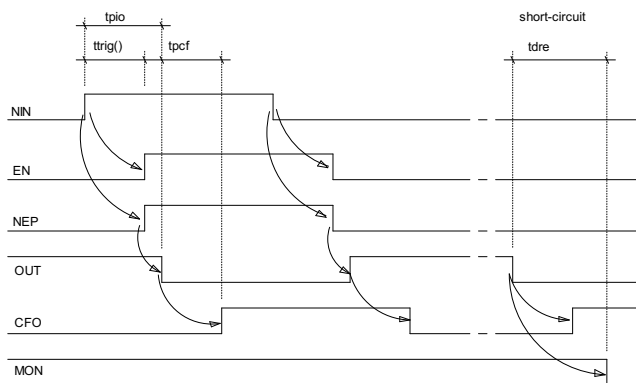 tpio
short-circuit
ttrig()
tpcf
tdre
NIN
EN
NEP
OUT
CFO
MON